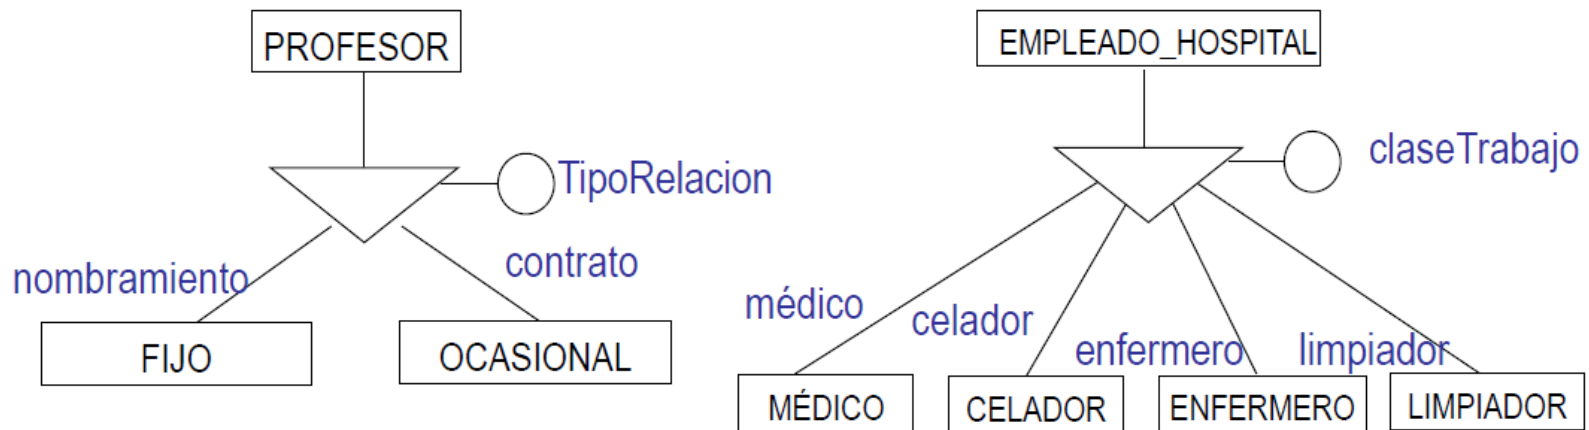 PROFESOR
TipoRelacion
nombramiento
contrato
FIJO
OCASIONAL
EMPLEADO_HOSPITAL
claseTrabajo
médico
celador
enfermero
limpiador
MÉDICO
CELADOR
ENFERMERO
LIMPIADOR